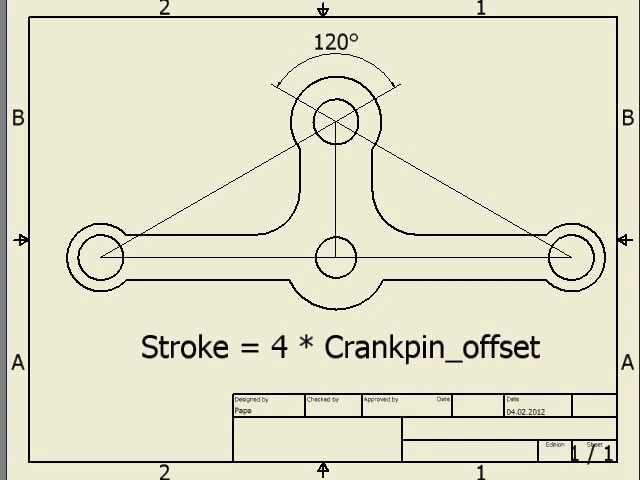 2 1
120°
B B
Stroke = 4 * Crankpin_offset
A A
Designed by Checked by Approved by Date Date
Papa 04.02.2012
Edition Sheet
1 / 1
2 1